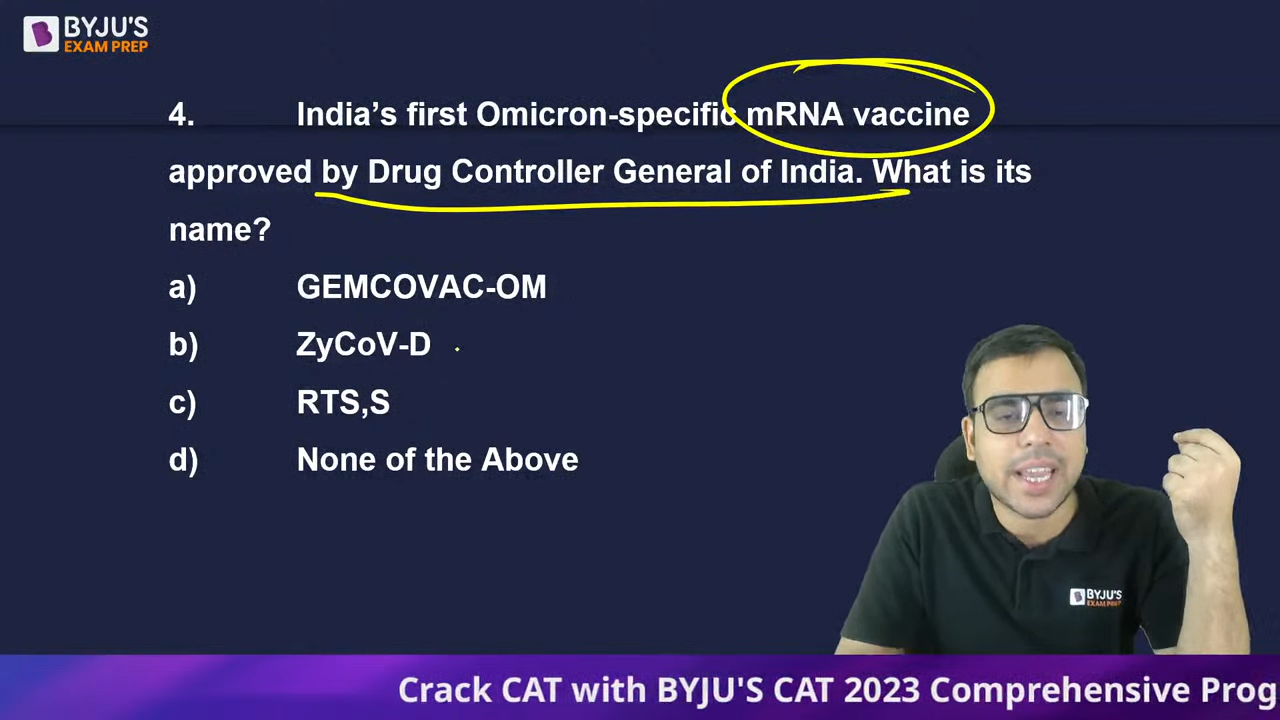 BYJU'S
EXAM PREP
4. India's first Omicron-specific mRNA vaccine
approved by Drug Controller General of India. What is its
name?
a) GEMCOVAC-OM
b) ZyCoV-D
c) RTS,S
d) None of the Above
BYJU'S
EXAM PREP
Crack CAT with BYJU'S CAT 2023 Comprehensive Prog